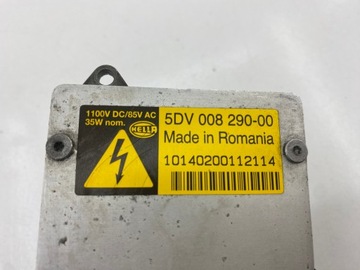 1100V DC/85V AC
35W nom.
HELLA
5DV 008 290-00
Made in Romania
10140200112114